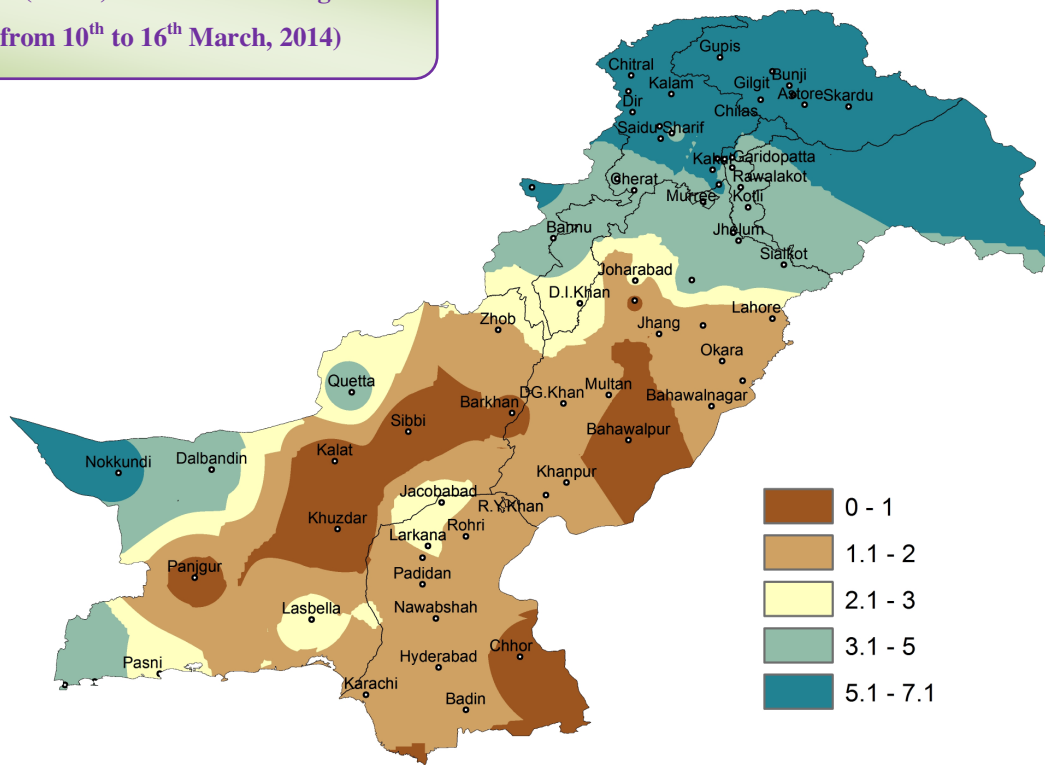 from 10th to 16th March, 2014)
Gupis
Chitral
Bunji
Gilgit
Kalam
Astore Skardu
Dir
Chilas
Saidu Sharif
Garidopatta
Rawalakot
Cherat
Murree
Kotli
Bannu
Jhelum
Sialkot
Joharabad
D.I.Khan
Lahore
Zhob
Jhang
Okara
Quetta
Multan
DG.Khan
Barkhan
Bahawalnagar
Sibbi
Bahawalpur
Kalat
Dalbandin
Nokkundi
Khanpur
Jacobabad
R.Y.Khan
0 - 1
Khuzdar
Rohri
Larkana
1.1 - 2
Panjgur
Padidan
2.1 - 3
Lasbella
Nawabshah
3.1 - 5
Chhor
Hyderabad
Pasni
Karachi
5.1 - 7.1
Badin